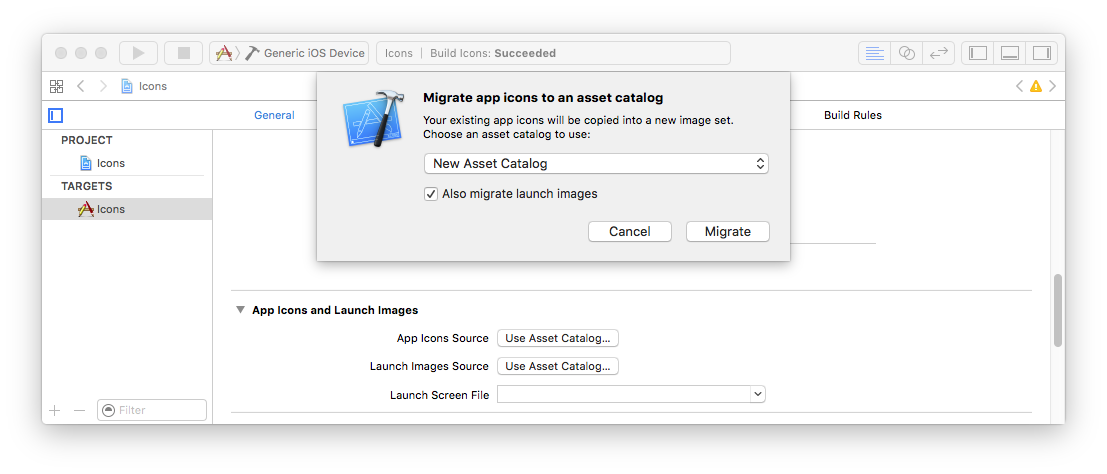 Generic iOS Device
Icons | Build Icons: Succeeded
Icons
General
Build Rules
Migrate app icons to an asset catalog
Your existing app icons will be copied into a new image set.
Choose an asset catalog to use:
New Asset Catalog
Also migrate launch images
Cancel
Migrate
PROJECT
Icons
TARGETS
Icons
App Icons and Launch Images
App Icons Source
Use Asset Catalog...
Launch Images Source
Use Asset Catalog...
Launch Screen File
Filter